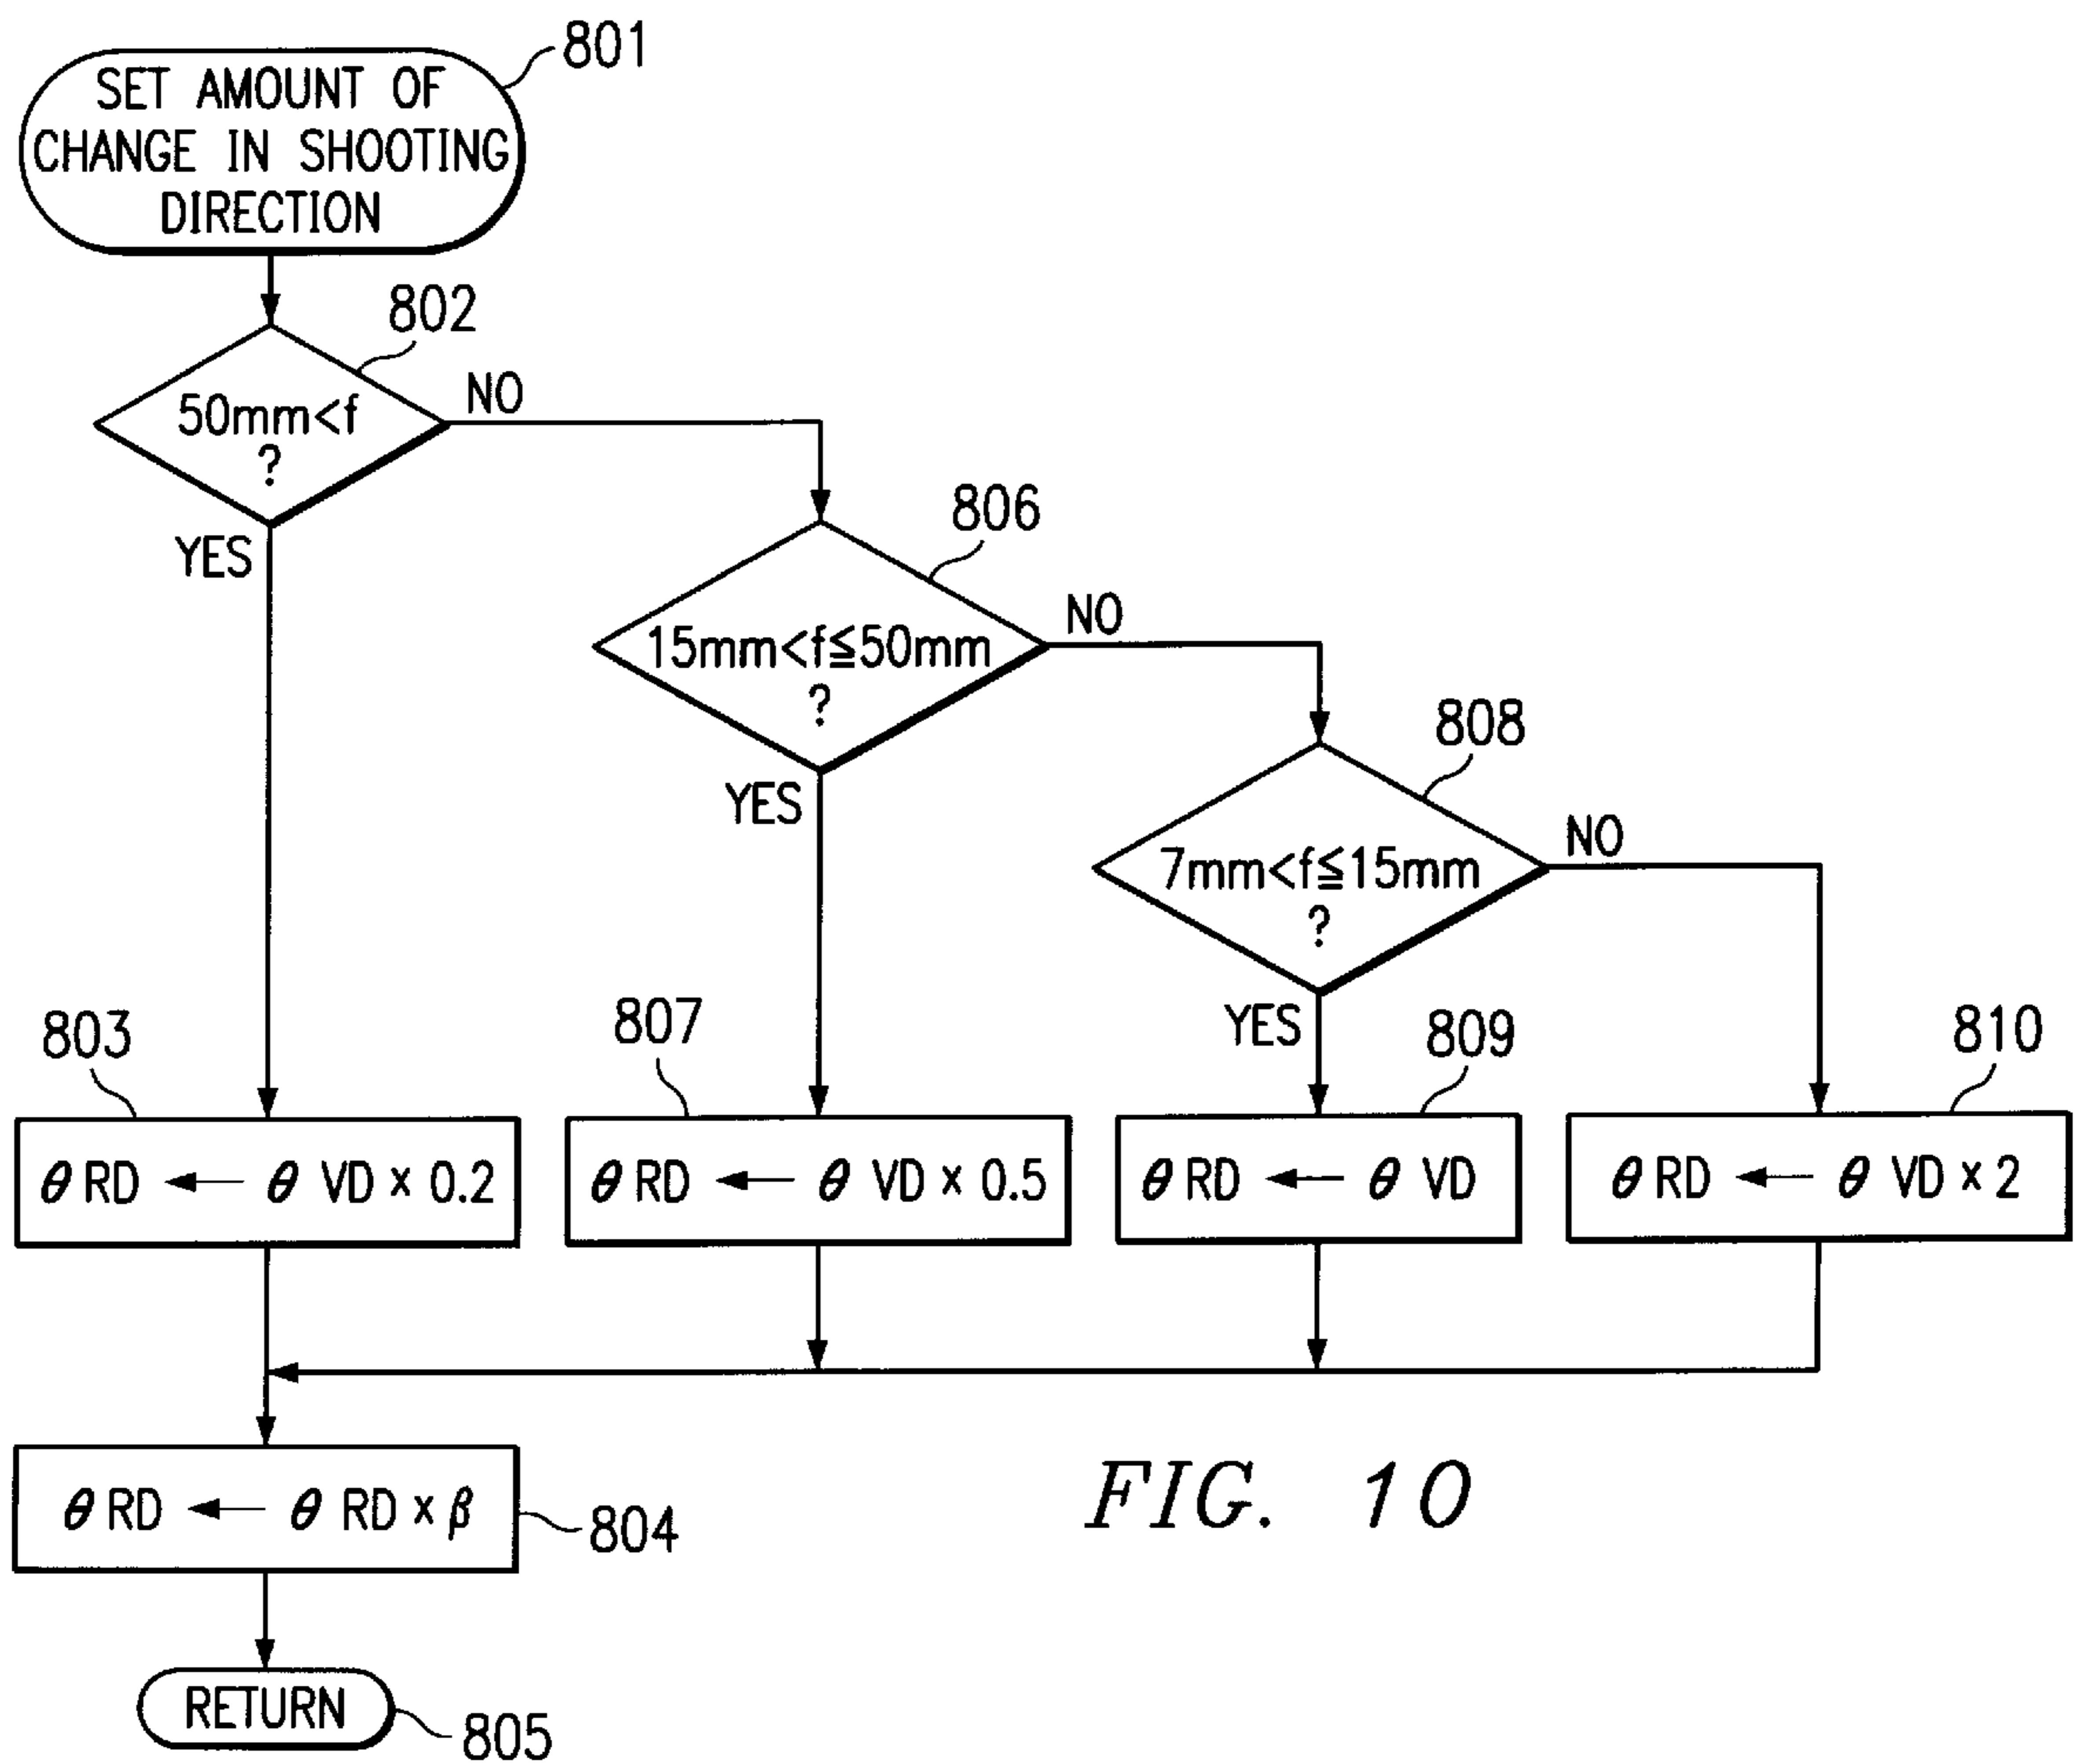 801
SET AMOUNT OF
CHANGE IN SHOOTING
DIRECTION
802
50mm<f
?
NO
YES
806
15mm<f≦50mm
?
NO
YES
808
7mm<f≦15mm
?
NO
YES
803
θ RD ← θ VD × 0.2
807
θ RD ← θ VD × 0.5
809
θ RD ← θ VD
810
θ RD ← θ VD × 2
θ RD ← θ RD × β
804
RETURN
805
FIG. 10